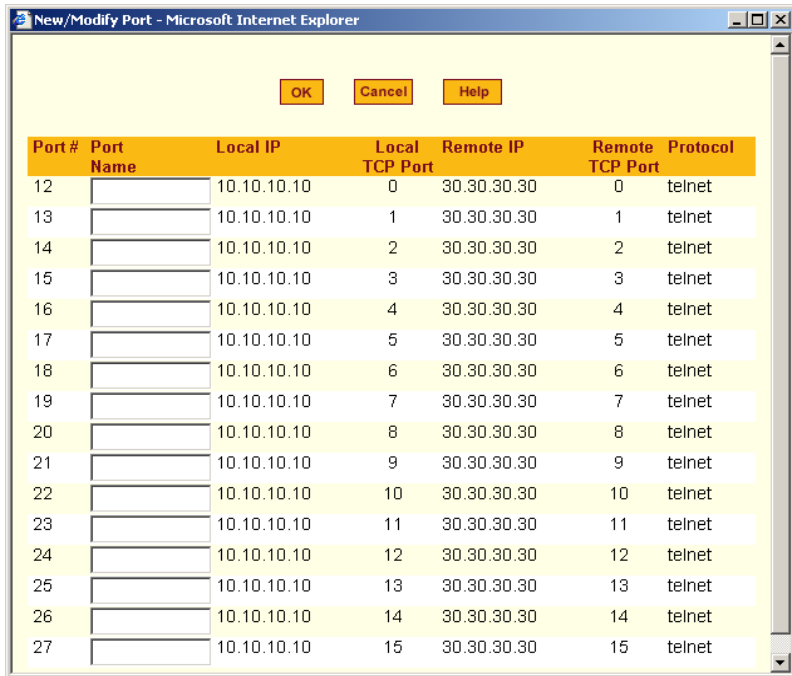 New/Modify Port - Microsoft Internet Explorer
OK Cancel Help
Port # Port Name Local IP Local TCP Port Remote IP Remote TCP Port Protocol
12 10.10.10.10 0 30.30.30.30 0 telnet
13 10.10.10.10 1 30.30.30.30 1 telnet
14 10.10.10.10 2 30.30.30.30 2 telnet
15 10.10.10.10 3 30.30.30.30 3 telnet
16 10.10.10.10 4 30.30.30.30 4 telnet
17 10.10.10.10 5 30.30.30.30 5 telnet
18 10.10.10.10 6 30.30.30.30 6 telnet
19 10.10.10.10 7 30.30.30.30 7 telnet
20 10.10.10.10 8 30.30.30.30 8 telnet
21 10.10.10.10 9 30.30.30.30 9 telnet
22 10.10.10.10 10 30.30.30.30 10 telnet
23 10.10.10.10 11 30.30.30.30 11 telnet
24 10.10.10.10 12 30.30.30.30 12 telnet
25 10.10.10.10 13 30.30.30.30 13 telnet
26 10.10.10.10 14 30.30.30.30 14 telnet
27 10.10.10.10 15 30.30.30.30 15 telnet